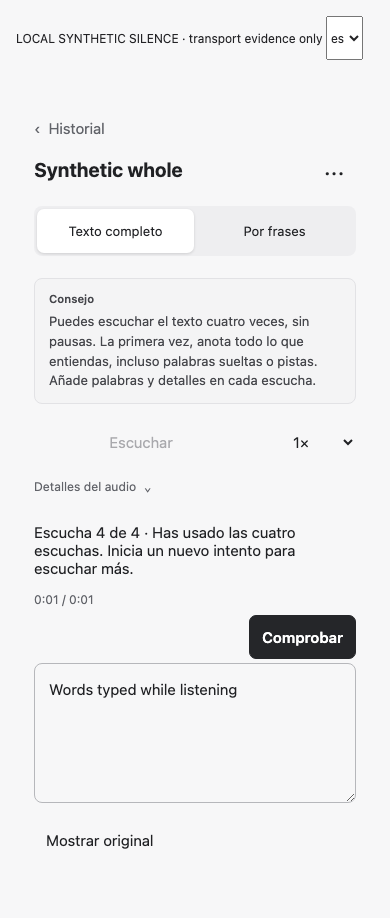 LOCAL SYNTHETIC SILENCE · transport evidence only es
‹ Historial
Synthetic whole ...
Texto completo Por frases
Consejo
Puedes escuchar el texto cuatro veces, sin
pausas. La primera vez, anota todo lo que
entiendas, incluso palabras sueltas o pistas.
Añade palabras y detalles en cada escucha.
Escuchar 1×
Detalles del audio
Escucha 4 de 4 · Has usado las cuatro
escuchas. Inicia un nuevo intento para
escuchar más.
0:01 / 0:01
Comprobar
Words typed while listening
Mostrar original